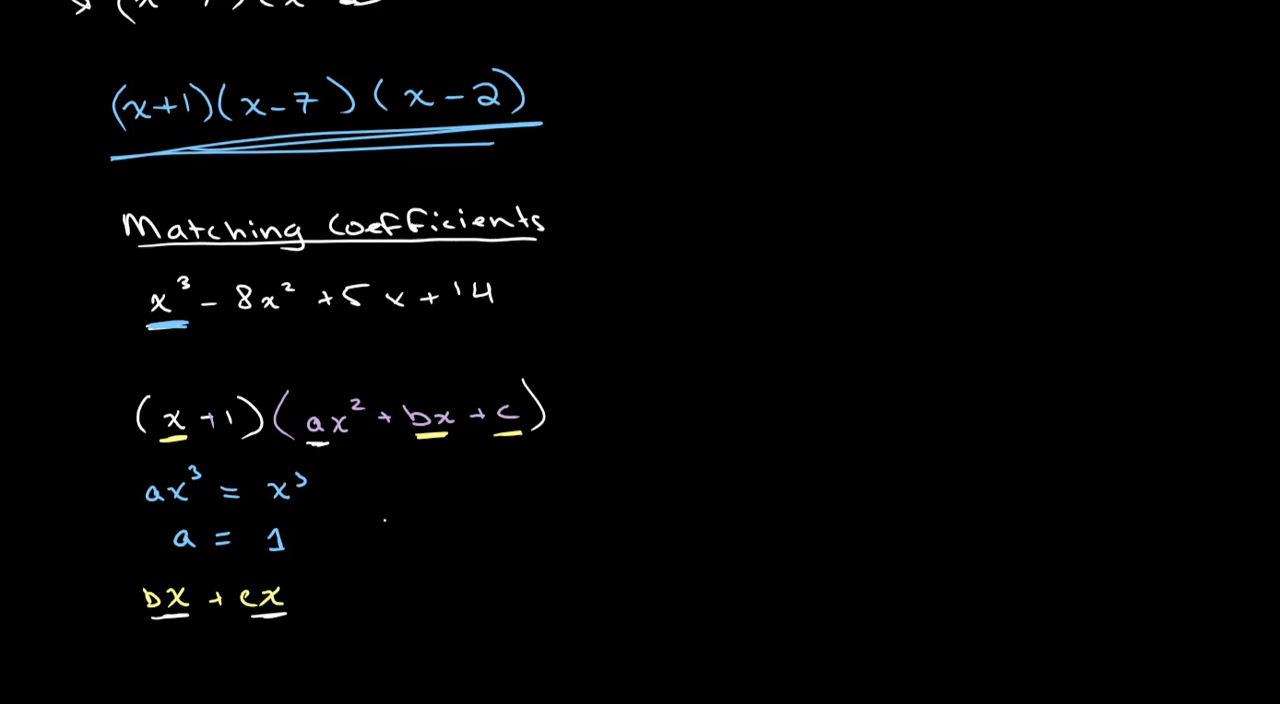 (x+1)(x-7)(x-2)
Matching Coefficients
x³ - 8x² + 5x + 14
(x+1)(ax² + bx + c)
ax³ = x³
a = 1
bx + cx